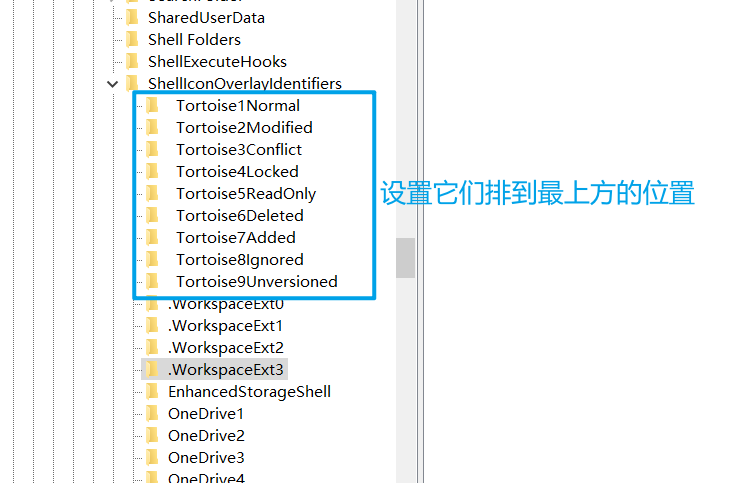 SharedUserData
Shell Folders
ShellExecuteHooks
ShellIconOverlayIdentifiers
Tortoise1Normal
Tortoise2Modified
Tortoise3Conflict
Tortoise4Locked
Tortoise5ReadOnly
设置它们排到最上方的位置
Tortoise6Deleted
Tortoise7Added
Tortoise8Ignored
Tortoise9Unversioned
.WorkspaceExt0
.WorkspaceExt1
.WorkspaceExt2
.WorkspaceExt3
EnhancedStorageShell
OneDrive1
OneDrive2
OneDrive3
OneDrive4